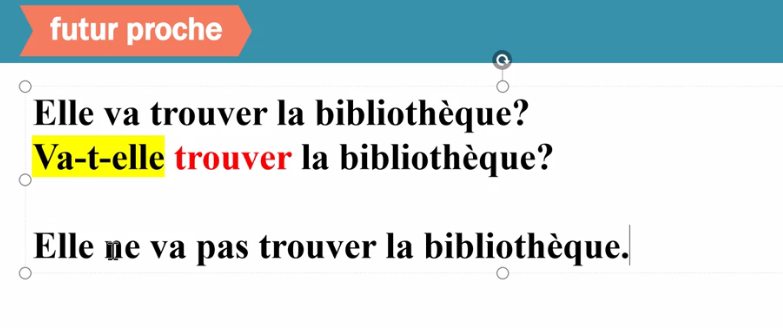 futur proche
Elle va trouver la bibliothèque?
Va-t-elle trouver la bibliothèque?
Elle ne va pas trouver la bibliothèque.